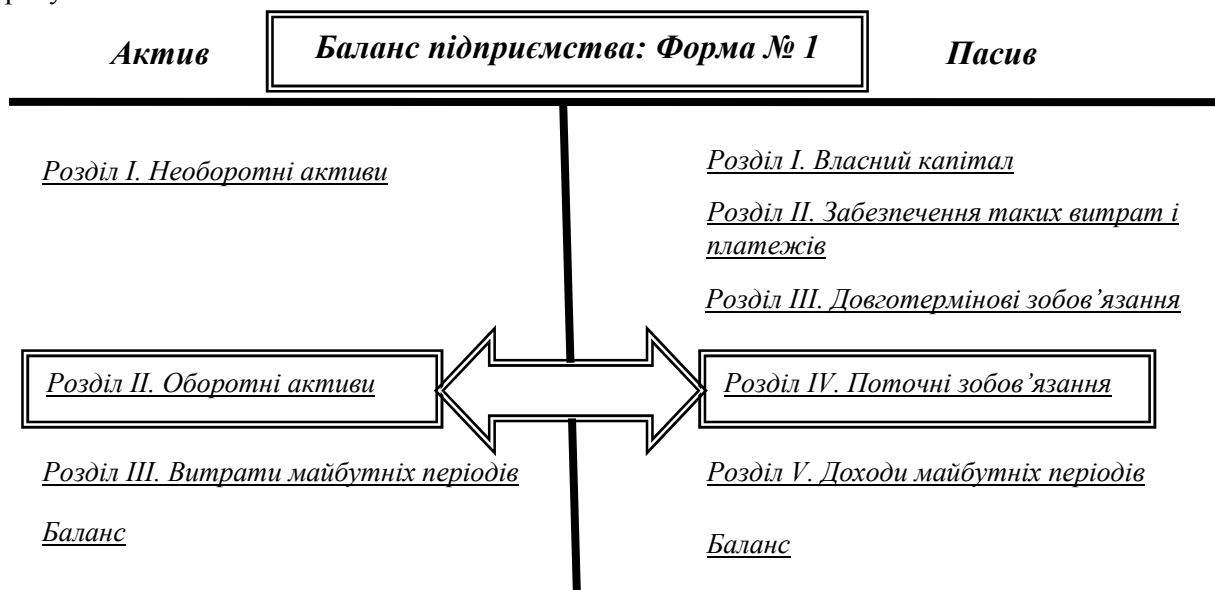 Актив
Баланс підприємства: Форма № 1
Пасив
Розділ І. Необоротні активи
Розділ І. Власний капітал
Розділ ІІ. Забезпечення таких витрат і
платежів
Розділ ІІІ. Довготермінові зобов’язання
Розділ ІІ. Оборотні активи
Розділ IV. Поточні зобов’язання
Розділ ІІІ. Витрати майбутніх періодів
Розділ V. Доходи майбутніх періодів
Баланс
Баланс